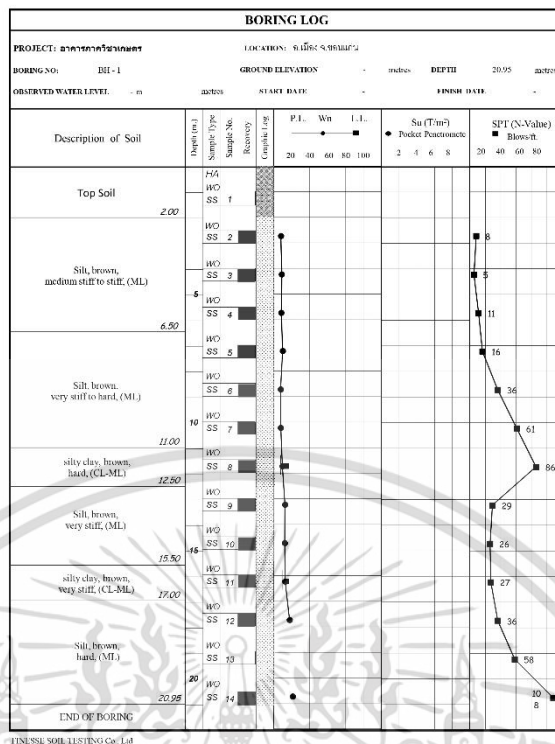 BORING LOG
PROJECT: อาคารภาควิชาเกษตร LOCATION: อ.เมือง จ.ขอนแก่น
BORING NO: BH - 1 GROUND ELEVATION - metres DEPTH 20.95 metres
OBSERVED WATER LEVEL - m metres START DATE - FINISH DATE -
Description of Soil
Depth (m.)
Sample Type
Sample No.
Recovery
Graphic Log
P.L. Wn L.L.
20 40 60 80 100
Su (T/m²)
Pocket Penetromete
2 4 6 8
SPT (N-Value)
Blows/ft.
20 40 60 80
HA
Top Soil
WO
SS 1
2.00
WO
SS 2 8
Silt, brown,
medium stiff to stiff, (ML)
WO
SS 3 5
5
WO
SS 4 11
6.50
WO
SS 5 16
Silt, brown,
very stiff to hard, (ML)
WO
SS 6 36
10
WO
SS 7 61
11.00
silty clay, brown,
hard, (CL-ML)
WO
SS 8 86
12.50
Silt, brown,
very stiff, (ML)
WO
SS 9 29
WO
SS 10 26
15
15.50
silty clay, brown,
very stiff, (CL-ML)
WO
SS 11 27
17.00
WO
SS 12 36
Silt, brown,
hard, (ML)
WO
SS 13 58
20
WO
SS 14 10
8
20.95
END OF BORING
FINESSE SOIL TESTING Co., Ltd